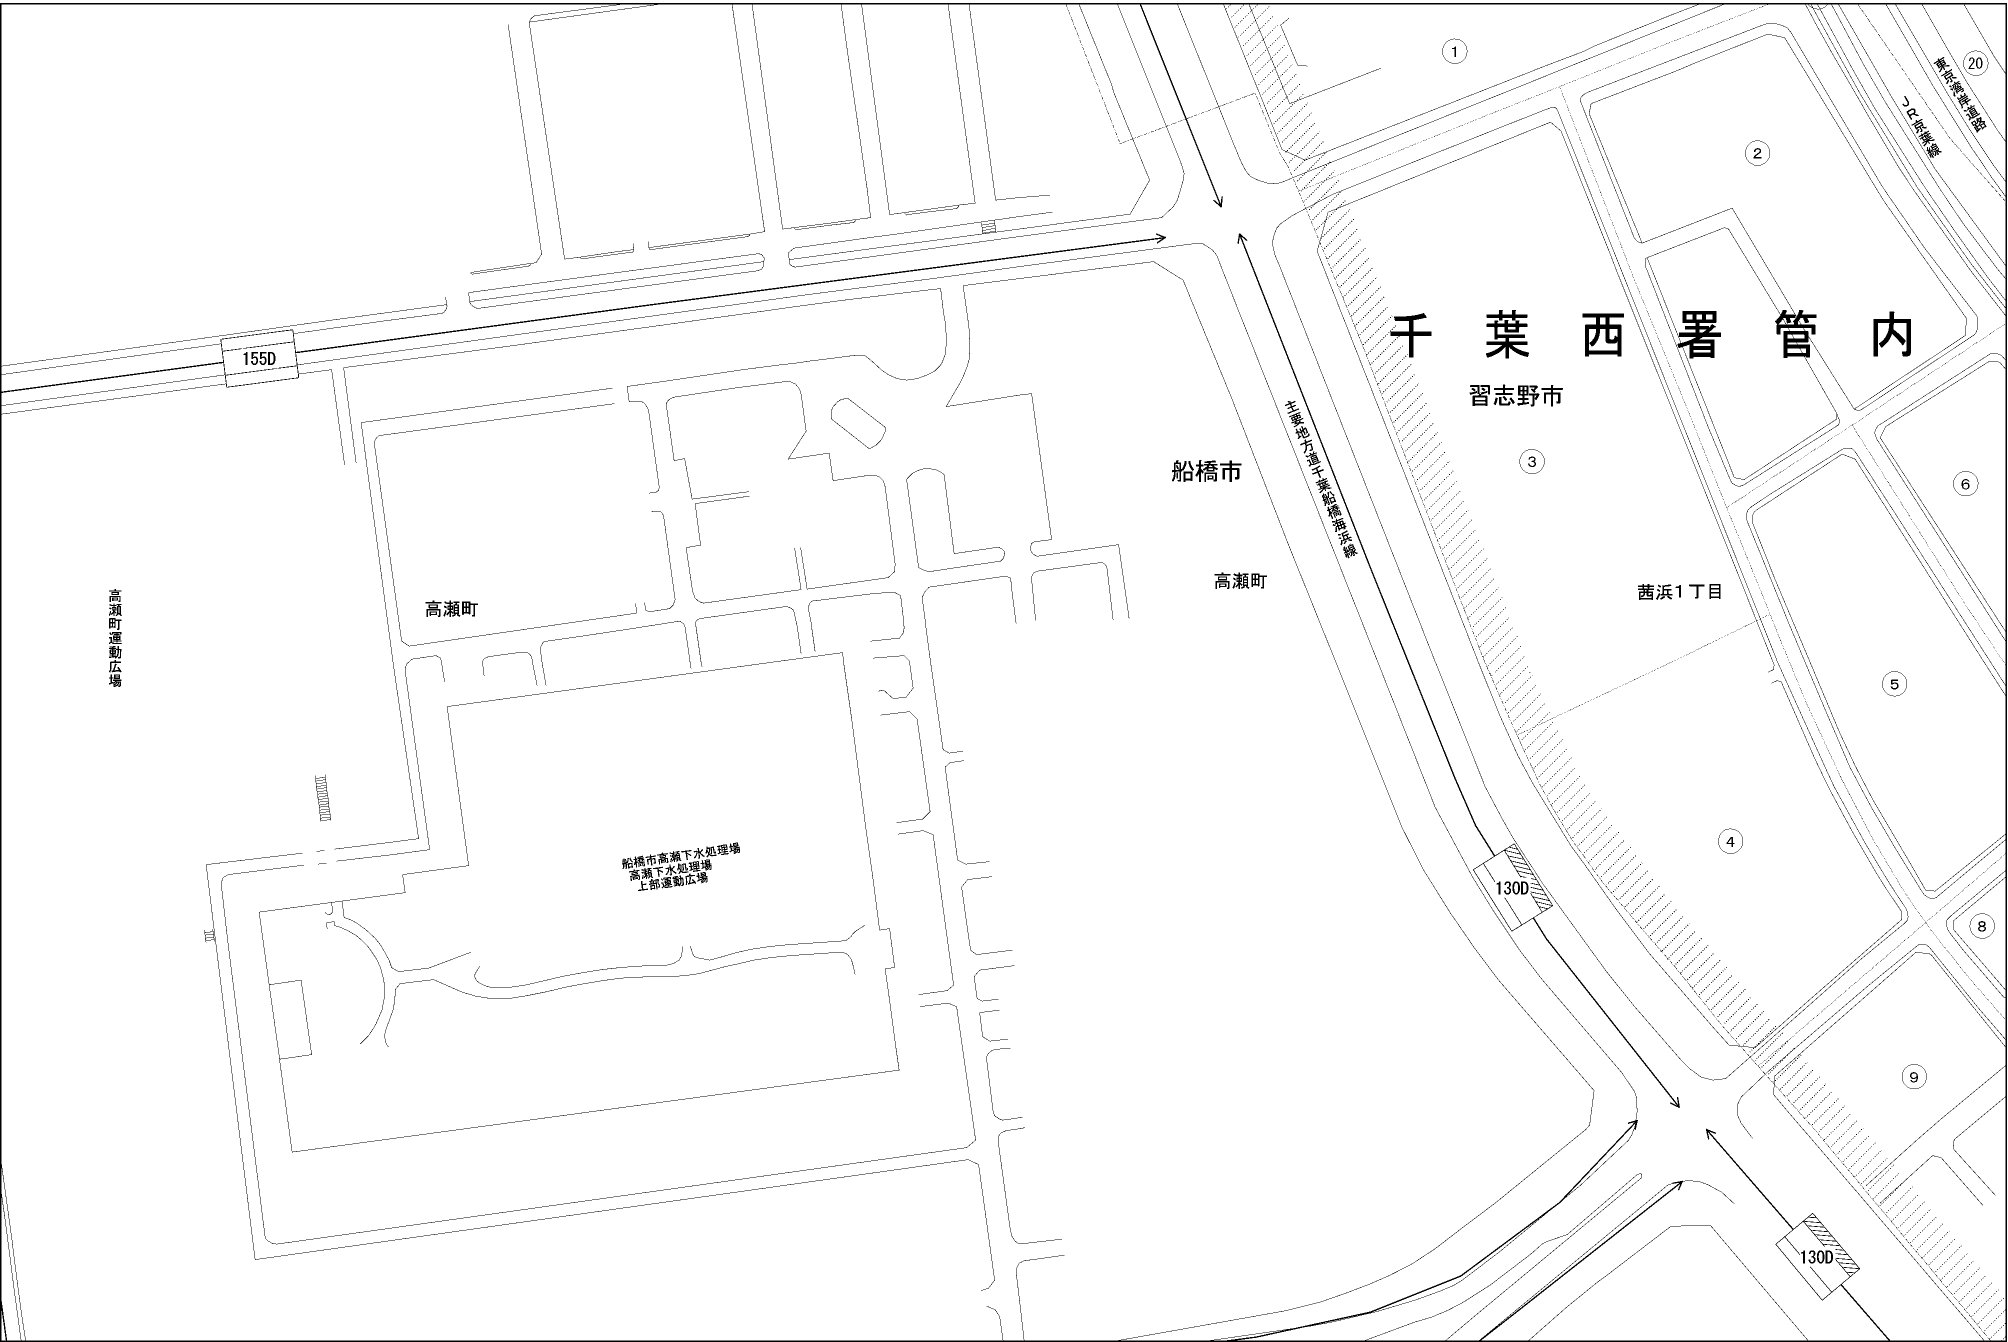 ①
⑳
東京湾岸道路
JR京葉線
②
千葉西署管内
155D
習志野市
主要地方道千葉船橋海浜線
船橋市
③
⑥
高瀬町
茜浜1丁目
高瀬町運動広場
高瀬町
⑤
④
船橋市高瀬下水処理場
高瀬下水処理場
上部運動広場
130D
⑧
⑨
130D